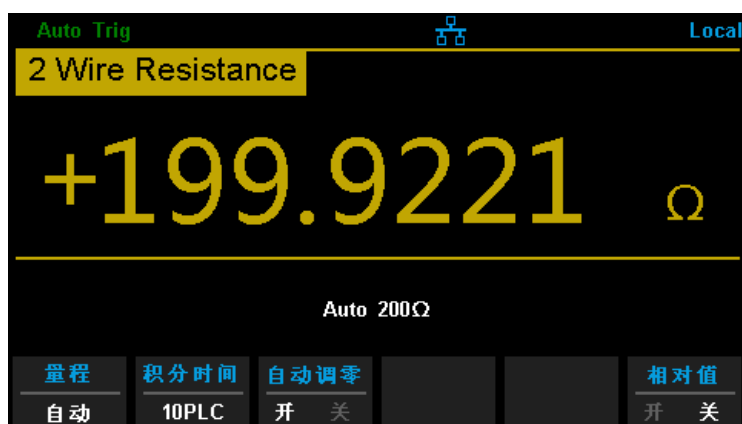 Auto Trig Local
2 Wire Resistance
+199.9221 Ω
Auto 200Ω
量程 积分时间 自动调零 相对值
自动 10PLC 开 关 开 关